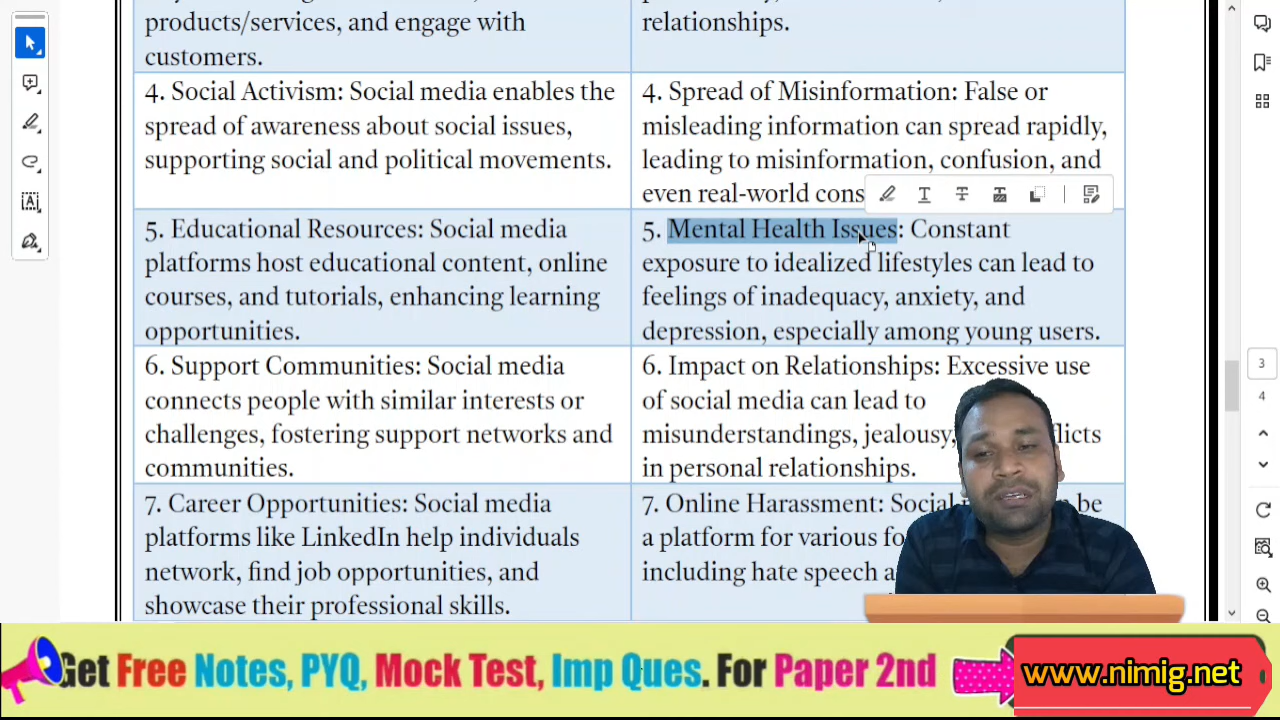 products/services, and engage with
customers.
relationships.
4. Social Activism: Social media enables the
spread of awareness about social issues,
supporting social and political movements.
4. Spread of Misinformation: False or
misleading information can spread rapidly,
leading to misinformation, confusion, and
even real-world cons
5. Educational Resources: Social media
platforms host educational content, online
courses, and tutorials, enhancing learning
opportunities.
5. Mental Health Issues: Constant
exposure to idealized lifestyles can lead to
feelings of inadequacy, anxiety, and
depression, especially among young users.
6. Support Communities: Social media
connects people with similar interests or
challenges, fostering support networks and
communities.
6. Impact on Relationships: Excessive use
of social media can lead to
misunderstandings, jealousy, flicts
in personal relationships.
7. Career Opportunities: Social media
platforms like LinkedIn help individuals
network, find job opportunities, and
showcase their professional skills.
7. Online Harassment: Social be
a platform for various fo
including hate speech a
3
4
Get Free Notes, PYQ, Mock Test, Imp Ques. For Paper 2nd
www.nimig.net